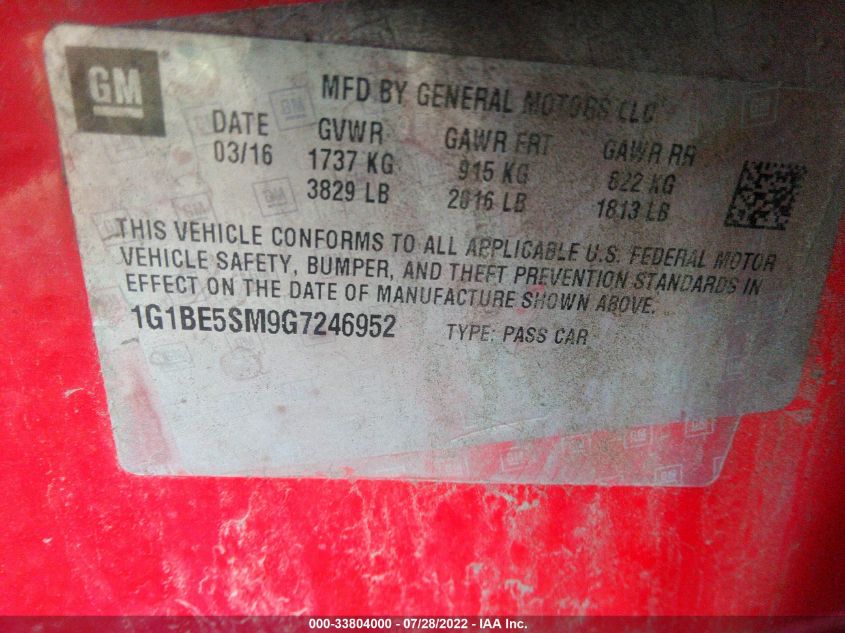 GM
MFD BY GENERAL MOTORS LLC
DATE GVWR GAWR FRT GAWR RR
03/16 1737 KG 915 KG 822 KG
3829 LB 2016 LB 1813 LB
THIS VEHICLE CONFORMS TO ALL APPLICABLE U.S. FEDERAL MOTOR
VEHICLE SAFETY, BUMPER, AND THEFT PREVENTION STANDARDS IN
EFFECT ON THE DATE OF MANUFACTURE SHOWN ABOVE.
1G1BE5SM9G7246952 TYPE: PASS CAR
000-33804000 - 07/28/2022 - IAA Inc.